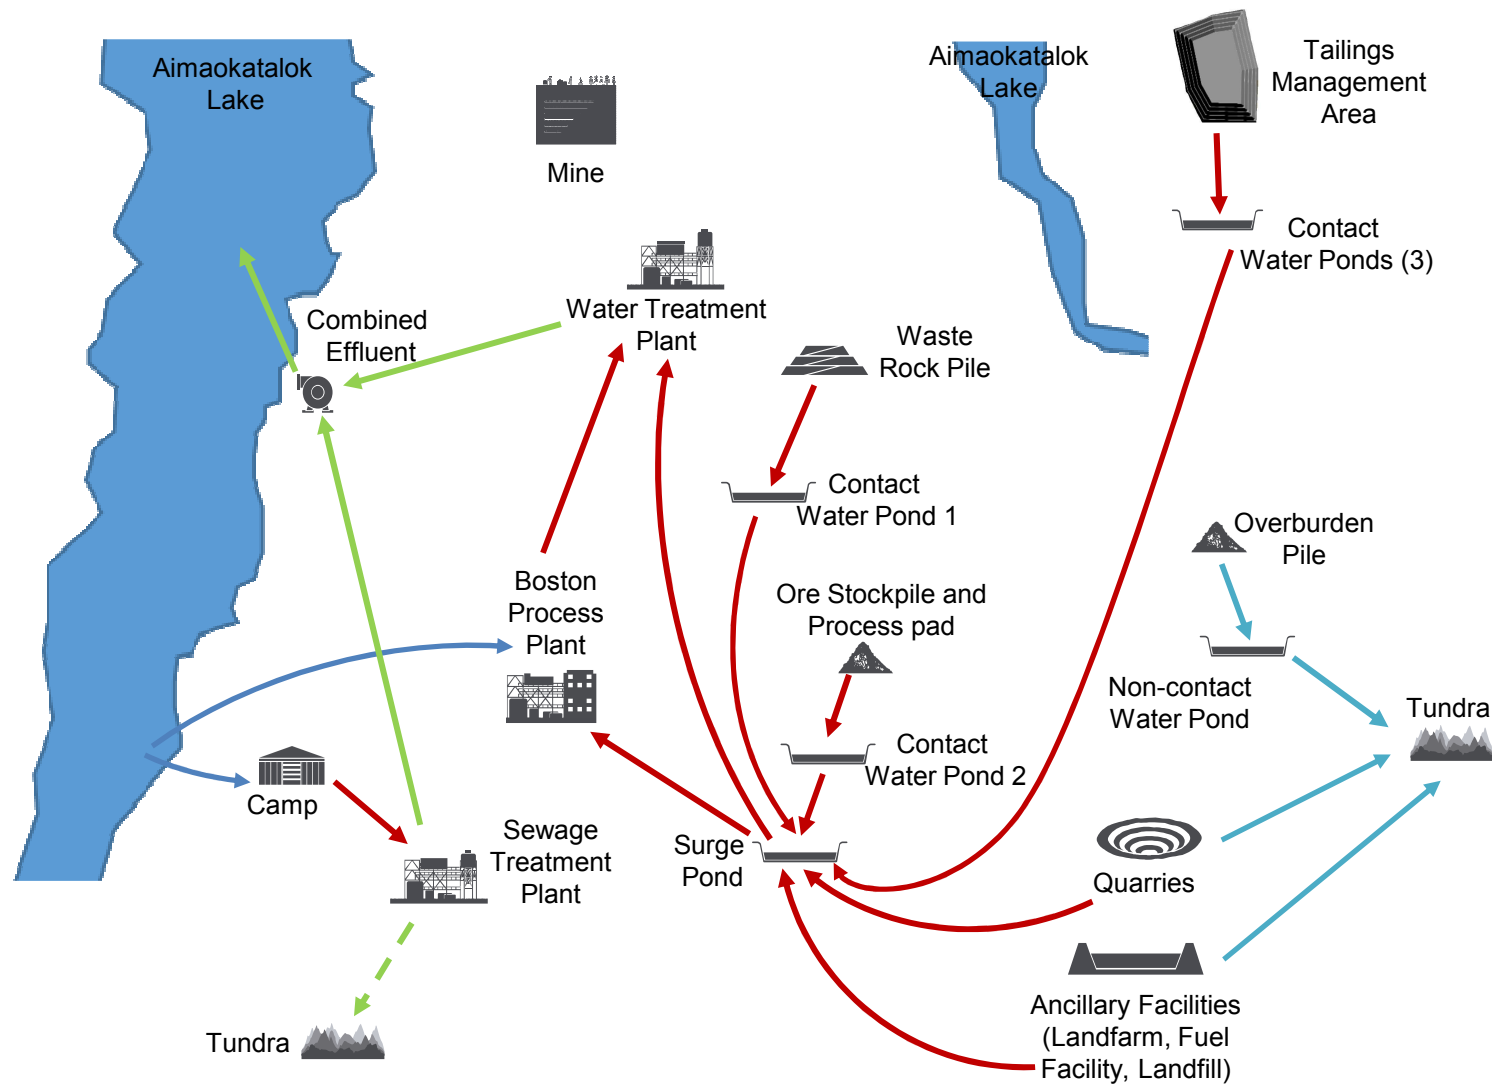 Aimaokatalok
Lake
Mine
Aimaokatalok
Lake
Tailings
Management
Area
Contact
Water Ponds (3)
Combined
Effluent
Water Treatment
Plant
Waste
Rock Pile
Contact
Water Pond 1
Overburden
Pile
Boston
Process
Plant
Ore Stockpile and
Process pad
Non-contact
Water Pond
Tundra
Contact
Water Pond 2
Camp
Sewage
Treatment
Plant
Surge
Pond
Quarries
Ancillary Facilities
(Landfarm, Fuel
Facility, Landfill)
Tundra